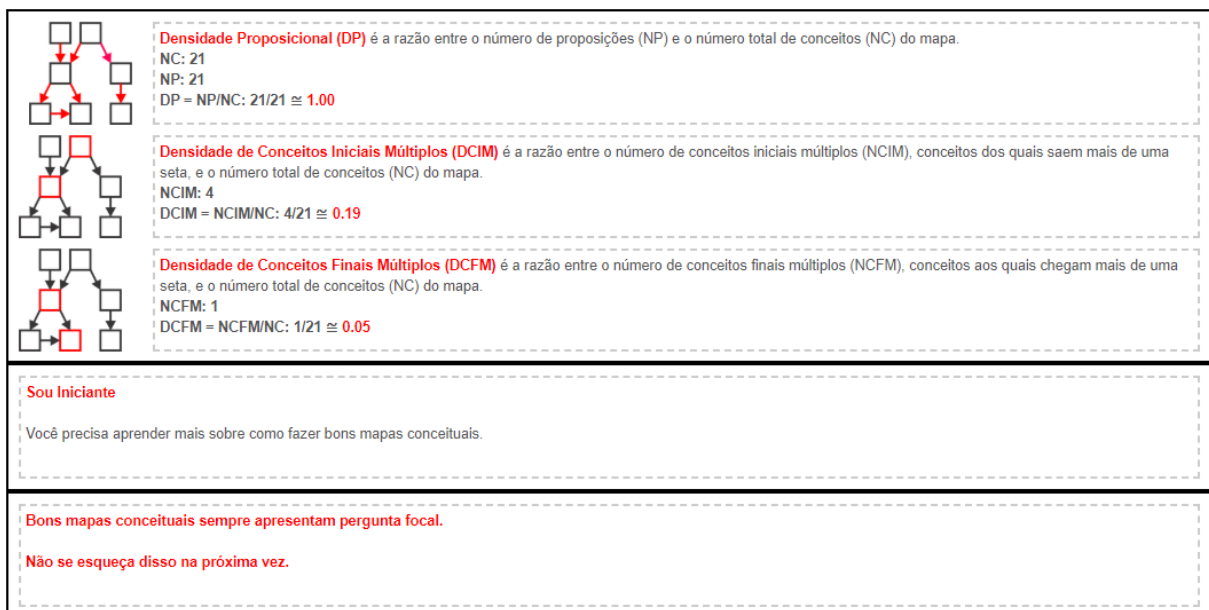 Densidade Proposicional (DP) é a razão entre o número de proposições (NP) e o número total de conceitos (NC) do mapa.
NC: 21
NP: 21
DP = NP/NC: 21/21 ≅ 1.00
Densidade de Conceitos Iniciais Múltiplos (DCIM) é a razão entre o número de conceitos iniciais múltiplos (NCIM), conceitos dos quais saem mais de uma
seta, e o número total de conceitos (NC) do mapa.
NCIM: 4
DCIM = NCIM/NC: 4/21 ≅ 0.19
Densidade de Conceitos Finais Múltiplos (DCFM) é a razão entre o número de conceitos finais múltiplos (NCFM), conceitos aos quais chegam mais de uma
seta, e o número total de conceitos (NC) do mapa.
NCFM: 1
DCFM = NCFM/NC: 1/21 ≅ 0.05
Sou Iniciante
Você precisa aprender mais sobre como fazer bons mapas conceituais.
Bons mapas conceituais sempre apresentam pergunta focal.
Não se esqueça disso na próxima vez.